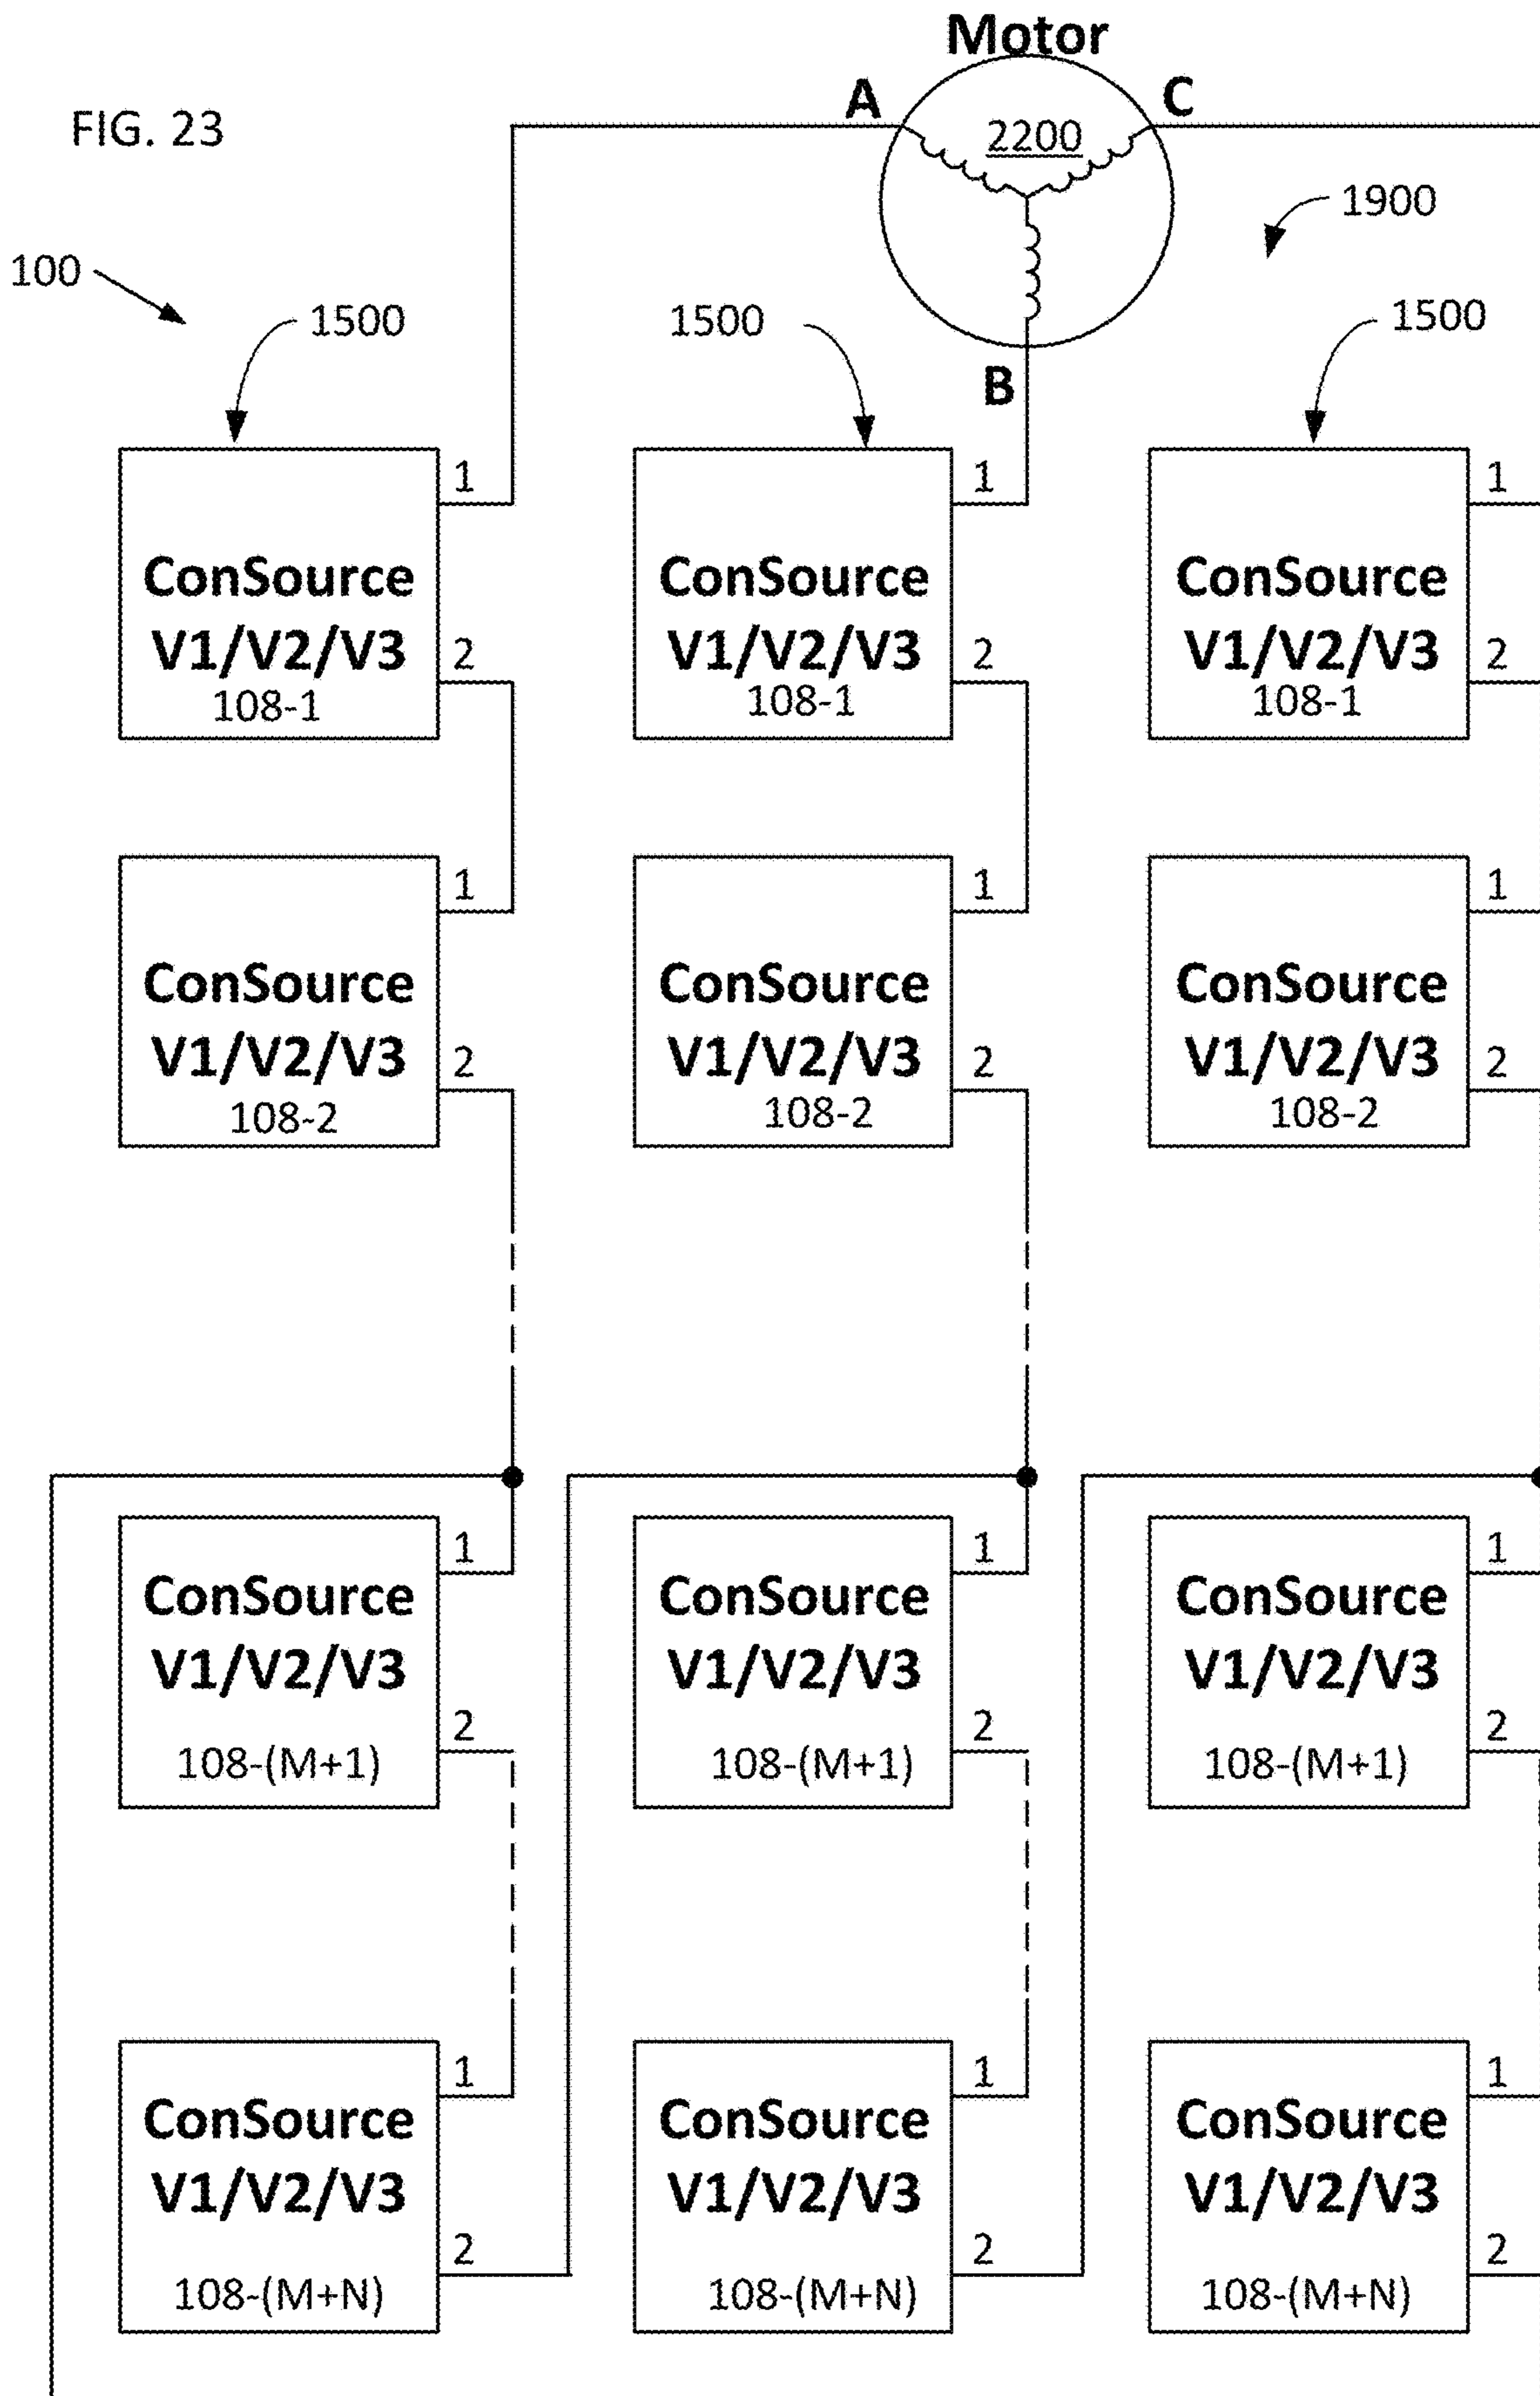 Motor
A
C
FIG. 23
2200
1900
100
1500
1500
1500
B
1
1
1
ConSource
V1/V2/V3
108-1
ConSource
V1/V2/V3
108-1
ConSource
V1/V2/V3
108-1
2
2
2
1
1
1
ConSource
V1/V2/V3
108-2
ConSource
V1/V2/V3
108-2
ConSource
V1/V2/V3
108-2
2
2
2
1
1
1
ConSource
V1/V2/V3
108-(M+1)
ConSource
V1/V2/V3
108-(M+1)
ConSource
V1/V2/V3
108-(M+1)
2
2
2
1
1
1
ConSource
V1/V2/V3
108-(M+N)
ConSource
V1/V2/V3
108-(M+N)
ConSource
V1/V2/V3
108-(M+N)
2
2
2